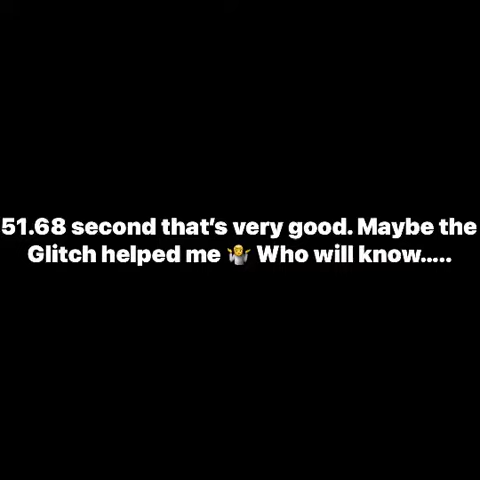 51.68 second that’s very good. Maybe the
Glitch helped me 🤷‍♂️ Who will know.....